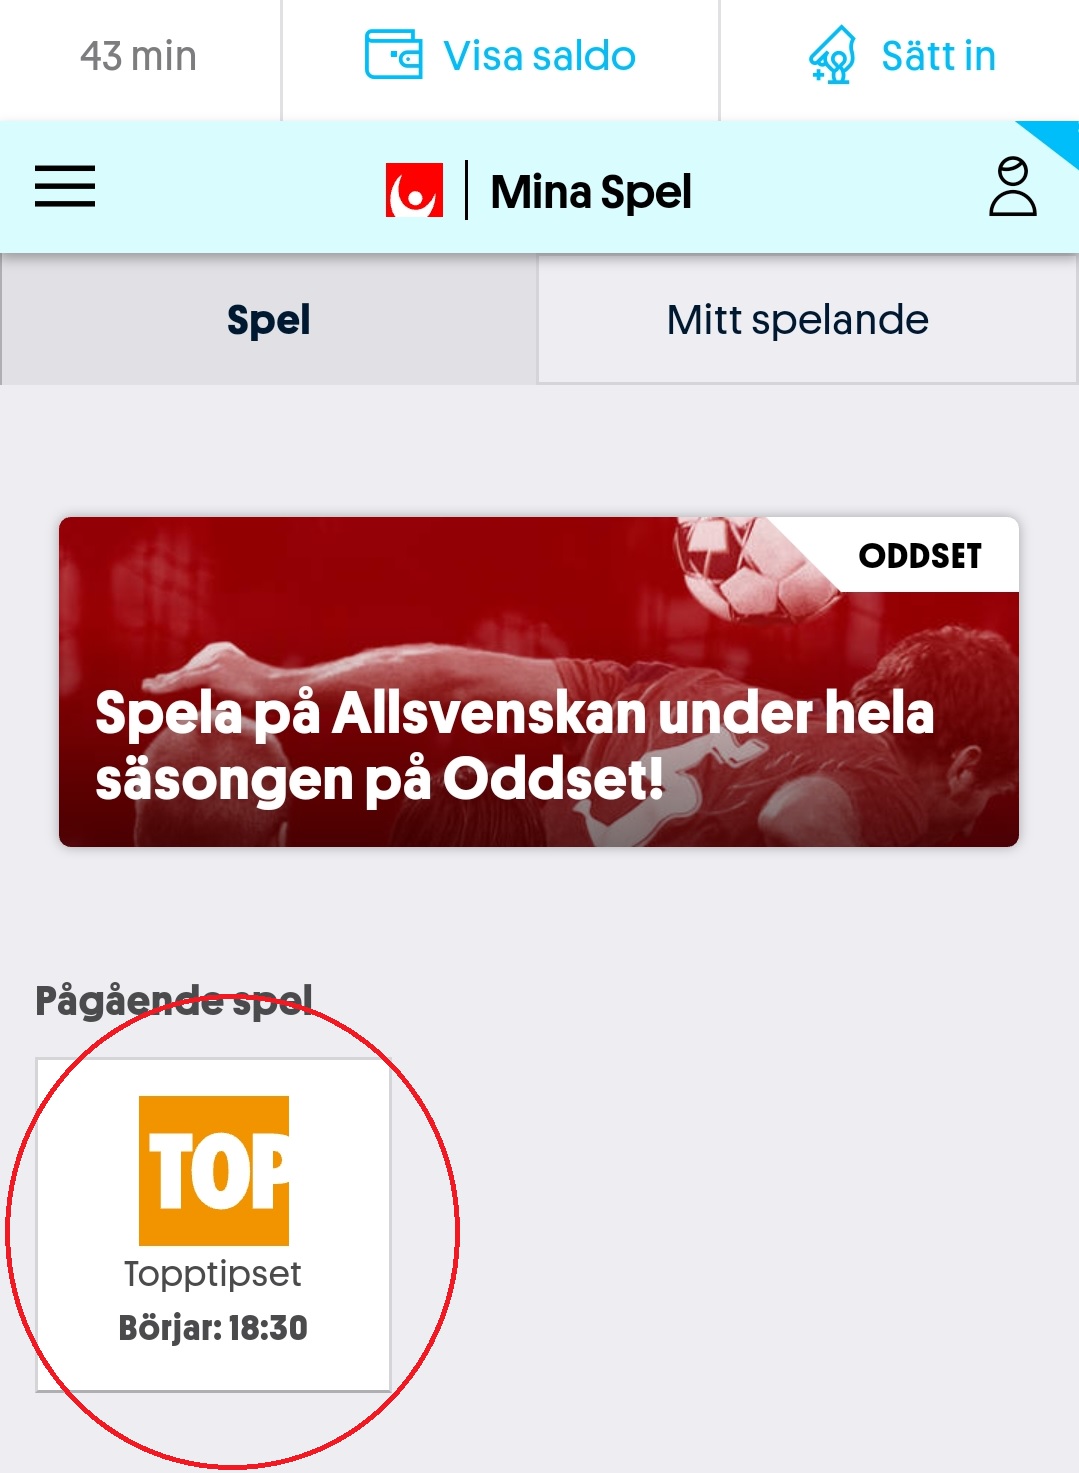 43 min
Visa saldo
Sätt in
Mina Spel
Spel
Mitt spelande
ODDSET
Spela på Allsvenskan under hela
säsongen på Oddset!
Pågående spel
TOP
Topptipset
Börjar: 18:30